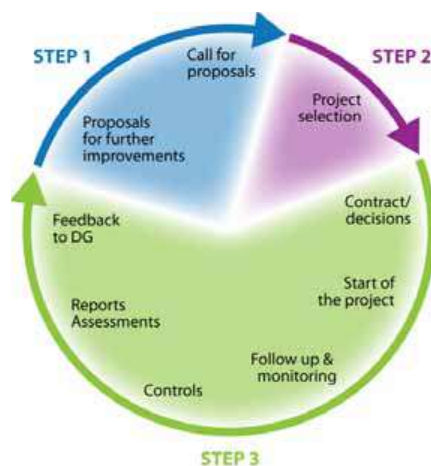 STEP 1
Call for
proposals
Proposals
for further
improvements
STEP 2
Project
selection
Contract/
decisions
Start of
the project
Follow up &
monitoring
Controls
Reports
Assessments
Feedback
to DG
STEP 3